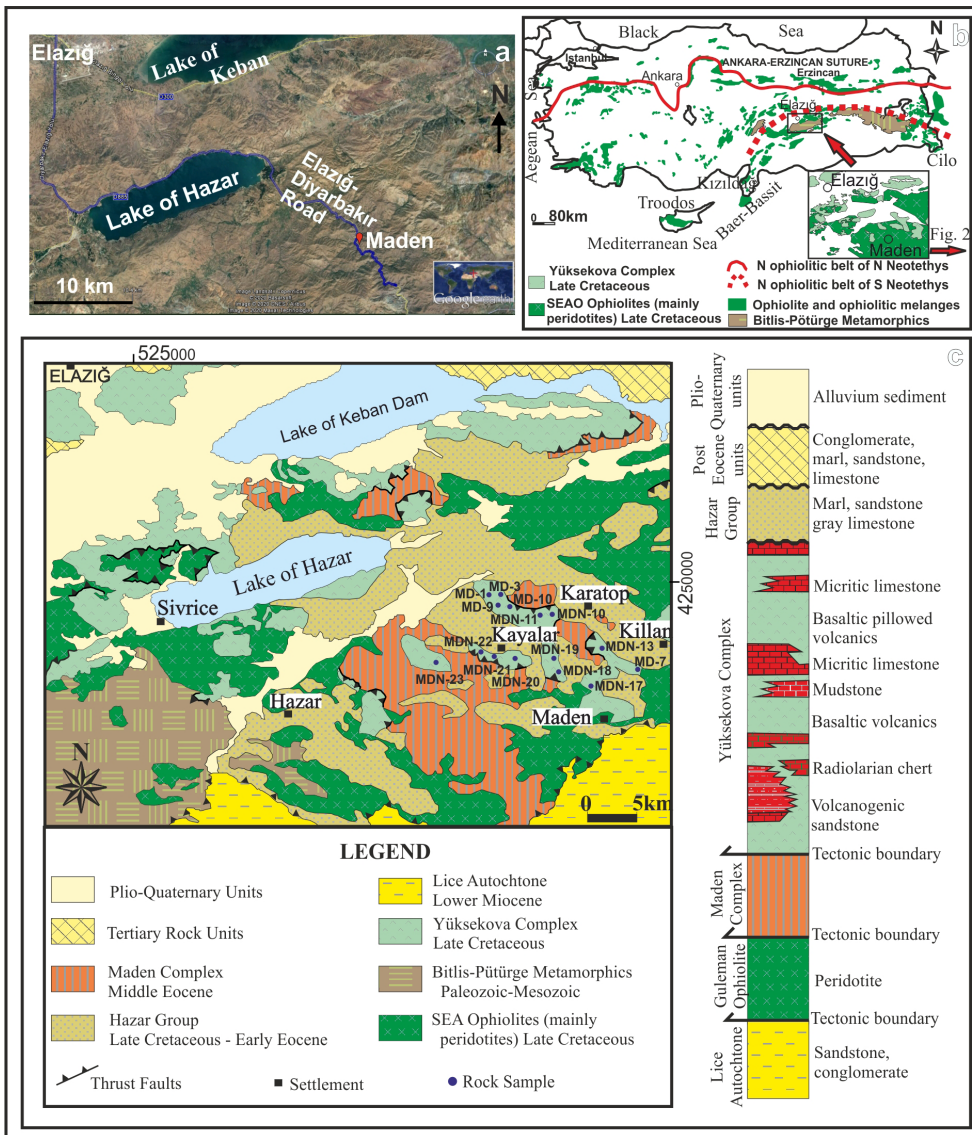 Elazığ
Lake of
Keban
a
N
D300
Lake of Hazar
D885
Elazığ-
Diyarbakır
Road
Maden
10 km
Google earth
b
Black
Sea
N
Istanbul
ANKARA-ERZINCAN SUTURE
Erzincan
Ankara
Aegean
Sea
Elazığ
Cilo
Kızıldağ
Baer-Bassit
Troodos
80km
Mediterranean Sea
Elazığ
Maden
Fig. 2
Yüksekova Complex
Late Cretaceous
SEAO Ophiolites (mainly
peridotites) Late Cretaceous
N ophiolitic belt of N Neotethys
N ophiolitic belt of S Neotethys
Ophiolite and ophiolitic melanges
Bitlis-Pötürge Metamorphics
c
525000
ELAZIĞ
Lake of Keban Dam
Lake of Hazar
Sivrice
4250000
MD-1
MD-3
MD-9
MD-10
MDN-11
MDN-10
Karatop
Kayalar
Killan
MDN-22
MDN-19
MDN-13
MD-7
MDN-21
MDN-18
MDN-23
MDN-20
MDN-17
Hazar
Maden
N
0 5km
LEGEND
Plio-Quaternary Units
Tertiary Rock Units
Maden Complex
Middle Eocene
Hazar Group
Late Cretaceous - Early Eocene
Lice Autochtone
Lower Miocene
Yüksekova Complex
Late Cretaceous
Bitlis-Pütürge Metamorphics
Paleozoic-Mesozoic
SEA Ophiolites (mainly
peridotites) Late Cretaceous
Thrust Faults
Settlement
Rock Sample
Plio-
Quaternary
units
Alluvium sediment
Post
Eocene
units
Conglomerate,
marl, sandstone,
limestone
Hazar
Group
Marl, sandstone
gray limestone
Yüksekova Complex
Micritic limestone
Basaltic pillowed
volcanics
Micritic limestone
Mudstone
Basaltic volcanics
Radiolarian chert
Volcanogenic
sandstone
Tectonic boundary
Maden
Complex
Tectonic boundary
Guleman
Ophiolite
Peridotite
Tectonic boundary
Lice
Autochtone
Sandstone,
conglomerate